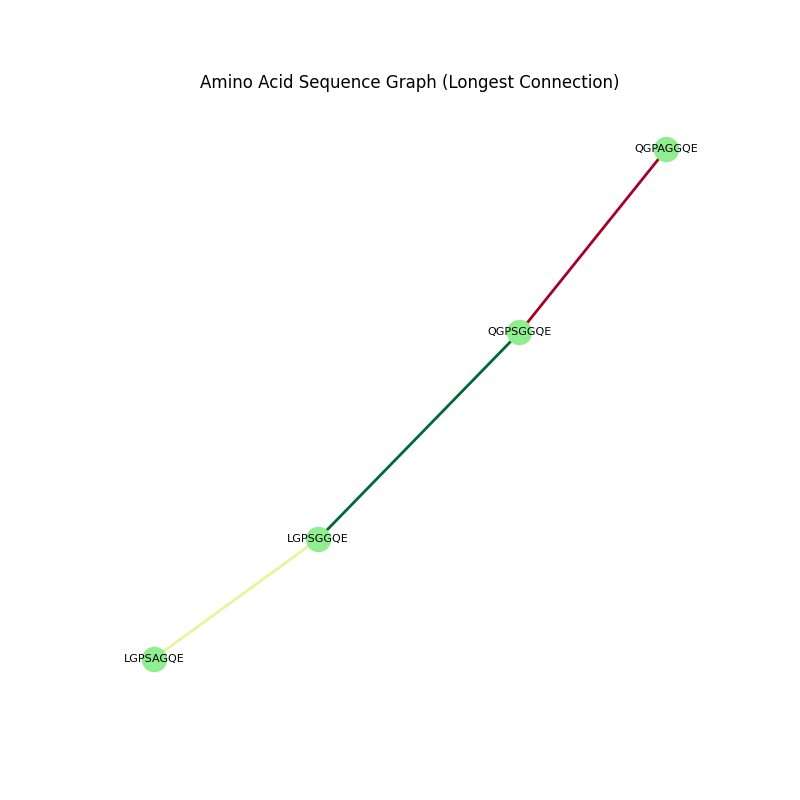 Amino Acid Sequence Graph (Longest Connection)
QGPAGGQE
QGPSGGQE
LGPSGGQE
LGPSAGQE